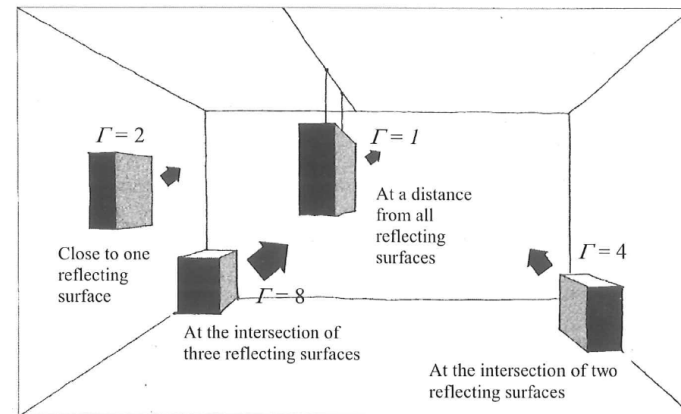 Γ = 2
Close to one
reflecting
surface
Γ = 1
At a distance
from all
reflecting
surfaces
Γ = 8
At the intersection of
three reflecting surfaces
Γ = 4
At the intersection of two
reflecting surfaces